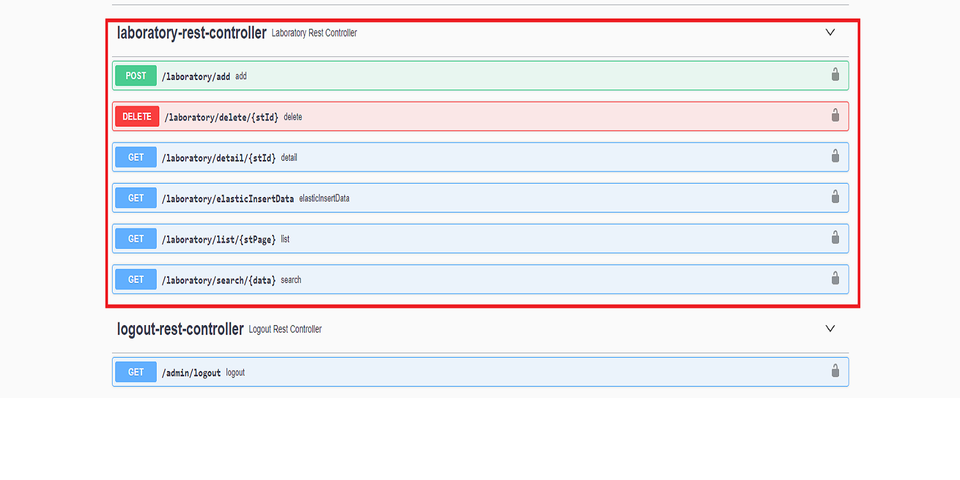 laboratory-rest-controller Laboratory Rest Controller
POST /laboratory/add add
DELETE /laboratory/delete/{stId} delete
GET /laboratory/detail/{stId} detail
GET /laboratory/elasticInsertData elasticInsertData
GET /laboratory/list/{stPage} list
GET /laboratory/search/{data} search
logout-rest-controller Logout Rest Controller
GET /admin/logout logout